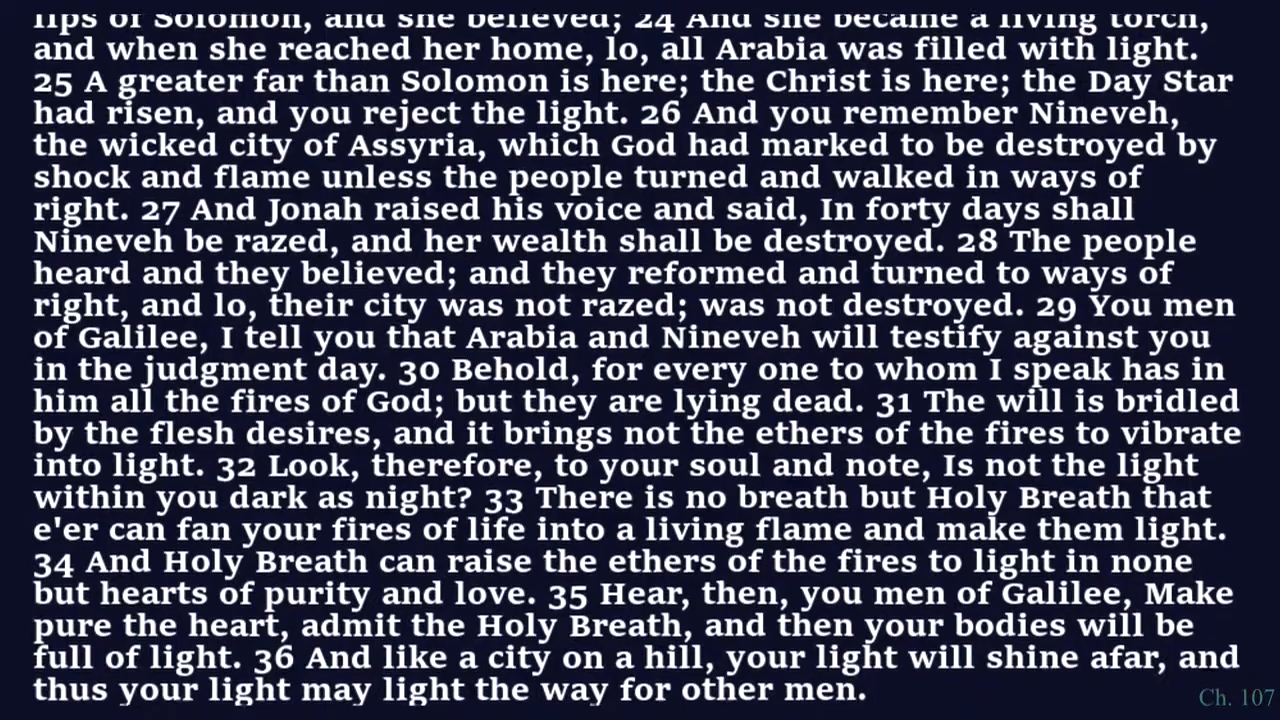 lips of Solomon, and she believed; 24 And she became a living torch,
and when she reached her home, lo, all Arabia was filled with light.
25 A greater far than Solomon is here; the Christ is here; the Day Star
had risen, and you reject the light. 26 And you remember Nineveh,
the wicked city of Assyria, which God had marked to be destroyed by
shock and flame unless the people turned and walked in ways of
right. 27 And Jonah raised his voice and said, In forty days shall
Nineveh be razed, and her wealth shall be destroyed. 28 The people
heard and they believed; and they reformed and turned to ways of
right, and lo, their city was not razed; was not destroyed. 29 You men
of Galilee, I tell you that Arabia and Nineveh will testify against you
in the judgment day. 30 Behold, for every one to whom I speak has in
him all the fires of God; but they are lying dead. 31 The will is bridled
by the flesh desires, and it brings not the ethers of the fires to vibrate
into light. 32 Look, therefore, to your soul and note, Is not the light
within you dark as night? 33 There is no breath but Holy Breath that
e'er can fan your fires of life into a living flame and make them light.
34 And Holy Breath can raise the ethers of the fires to light in none
but hearts of purity and love. 35 Hear, then, you men of Galilee, Make
pure the heart, admit the Holy Breath, and then your bodies will be
full of light. 36 And like a city on a hill, your light will shine afar, and
thus your light may light the way for other men.
Ch. 107